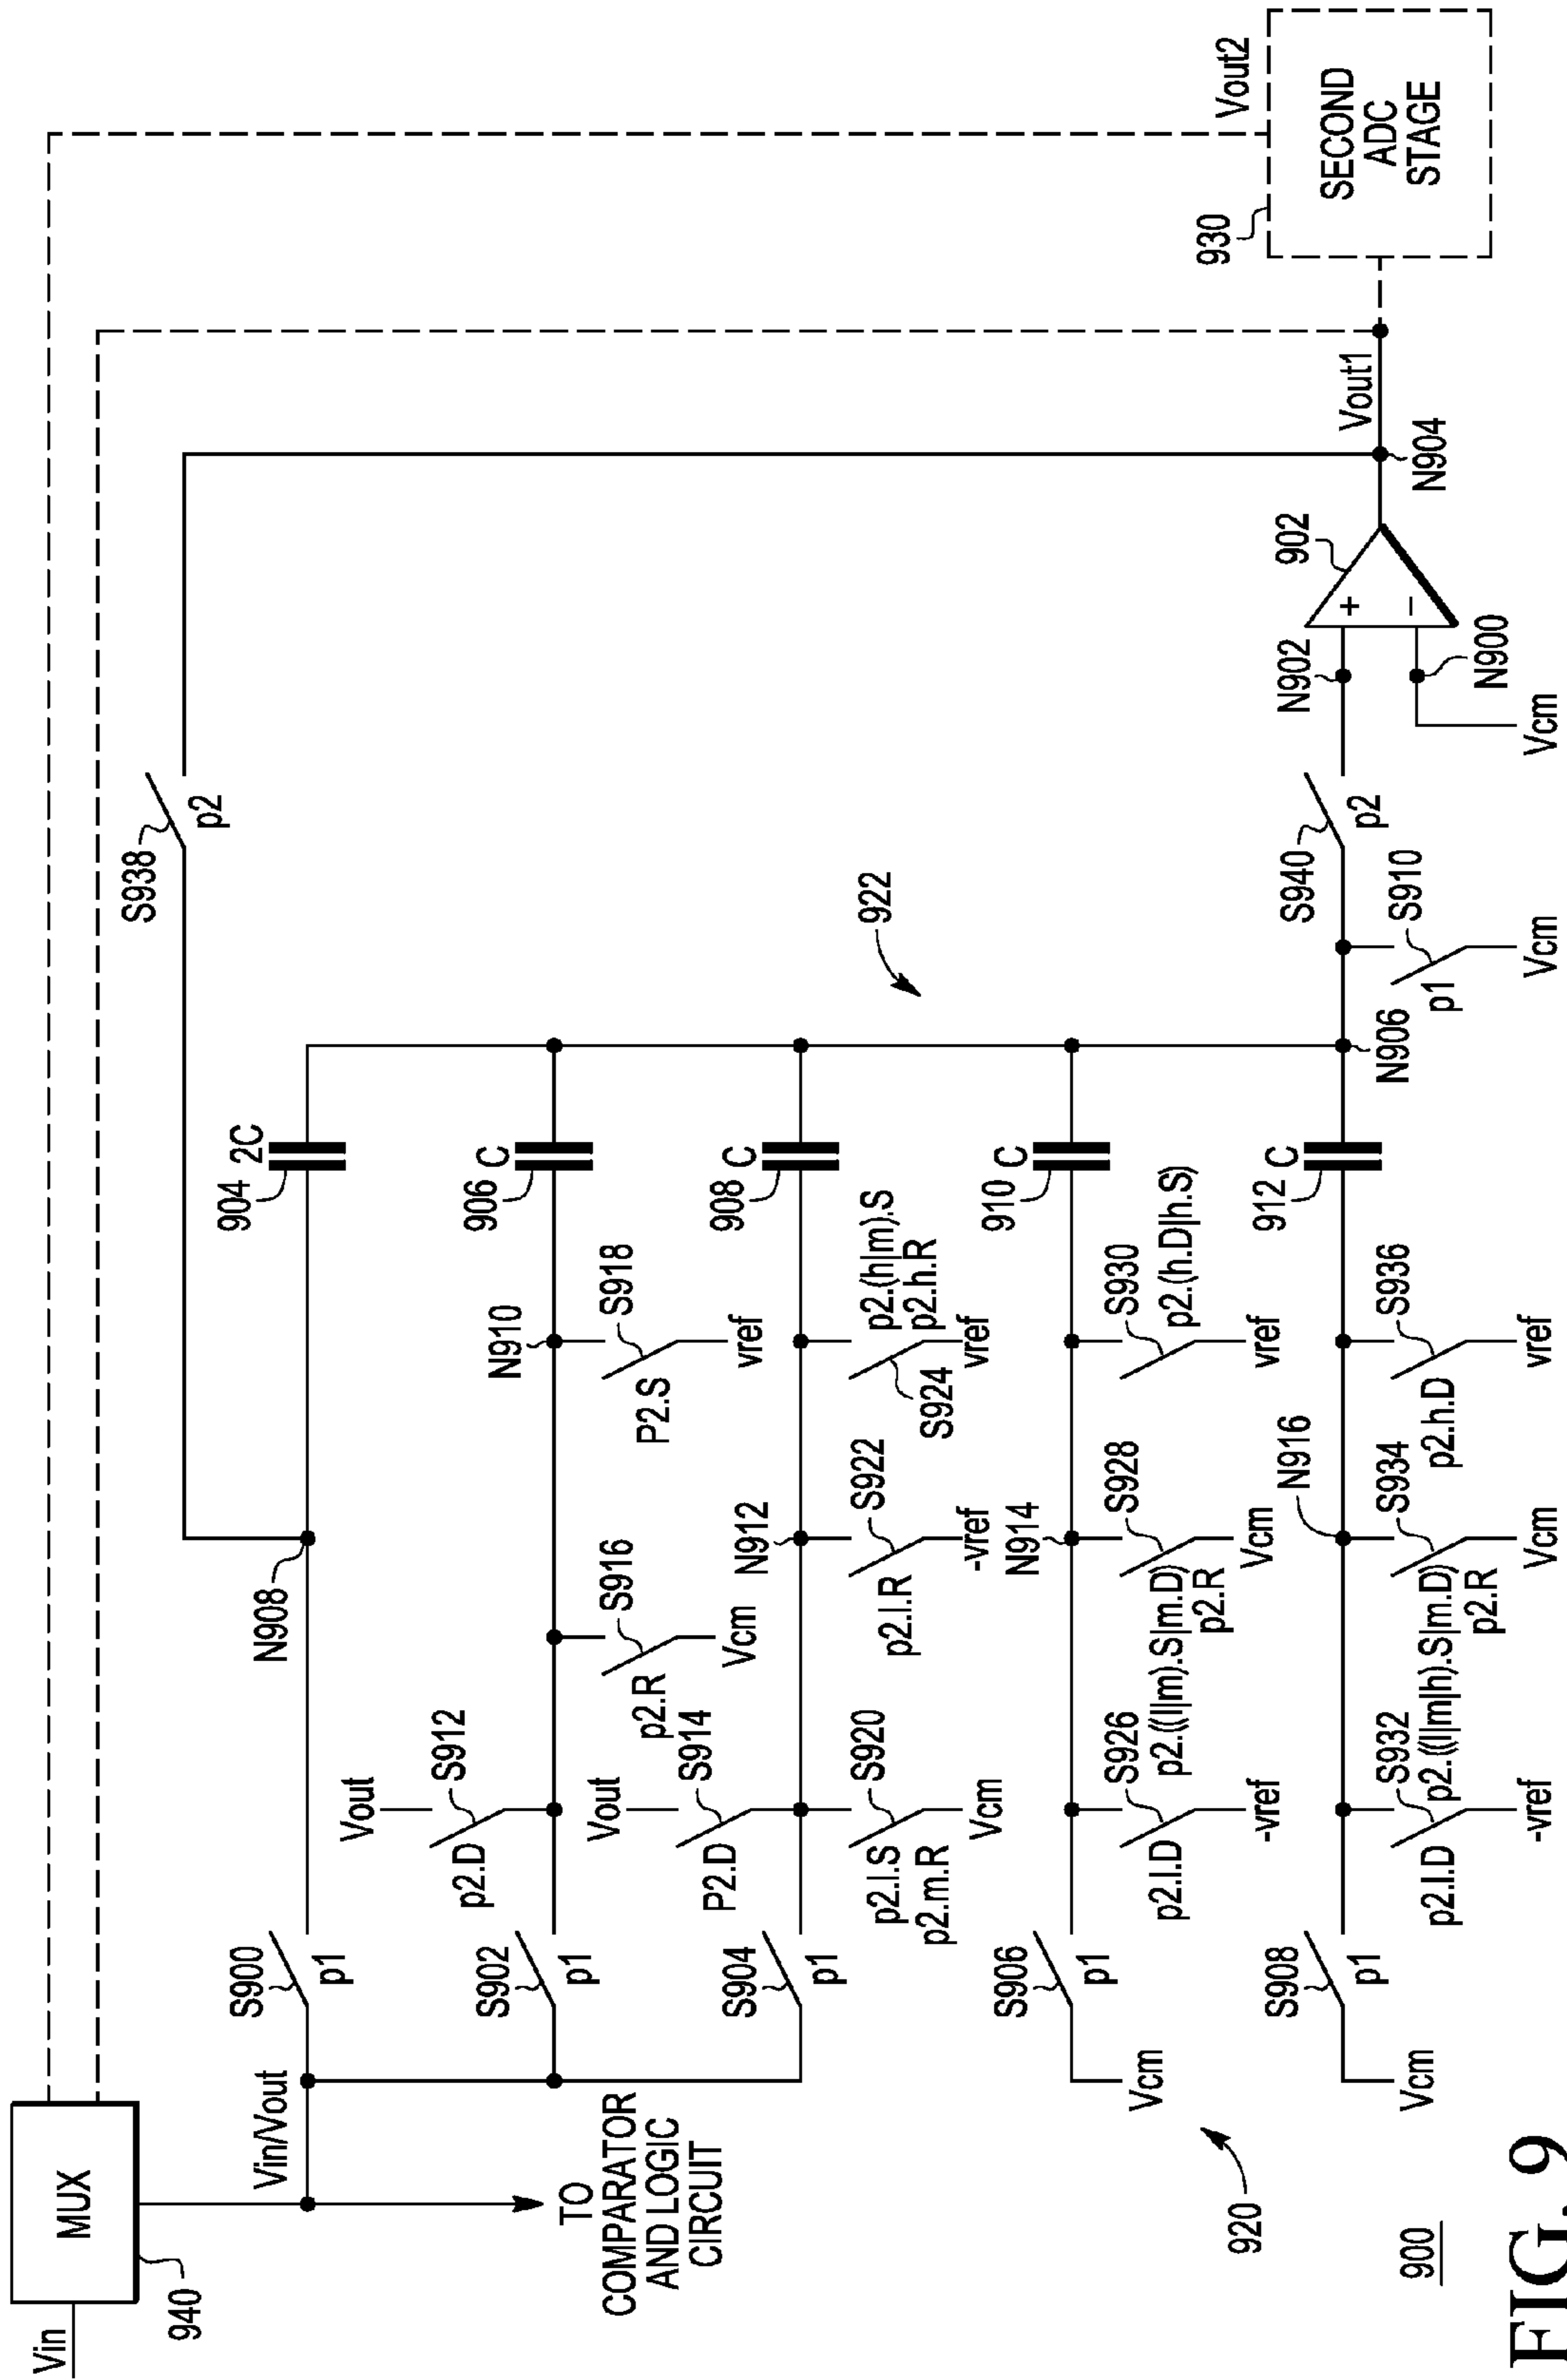 Vin
MUX
940
Vin/Vout
TO
COMPARATOR
AND LOGIC
CIRCUIT
S938
p2
Vout1
Vout2
930
SECOND
ADC
STAGE
S900
p1
N908
904
2C
Vout
S912
p2.D
S902
p1
S916
p2.R
Vcm
N910
S918
P2.S
vref
906
C
Vout
S914
P2.D
S904
p1
S920
p2.l.S
p2.m.R
Vcm
N912
S922
p2.l.R
-vref
p2.(h|m).S
p2.h.R
S924
vref
908
C
922
S906
p1
Vcm
S926
p2.l.D
-vref
N914
S928
p2.((l|m).S|m.D)
p2.R
Vcm
S930
p2.(h.D|h.S)
vref
910
C
S908
p1
Vcm
S932
p2.l.D
-vref
N916
S934
p2.((l|m|h).S|m.D)
p2.R
Vcm
S936
p2.h.D
vref
912
C
N906
S910
p1
Vcm
S940
p2
N902
+
−
N900
Vcm
902
N904
920
900
FIG. 9